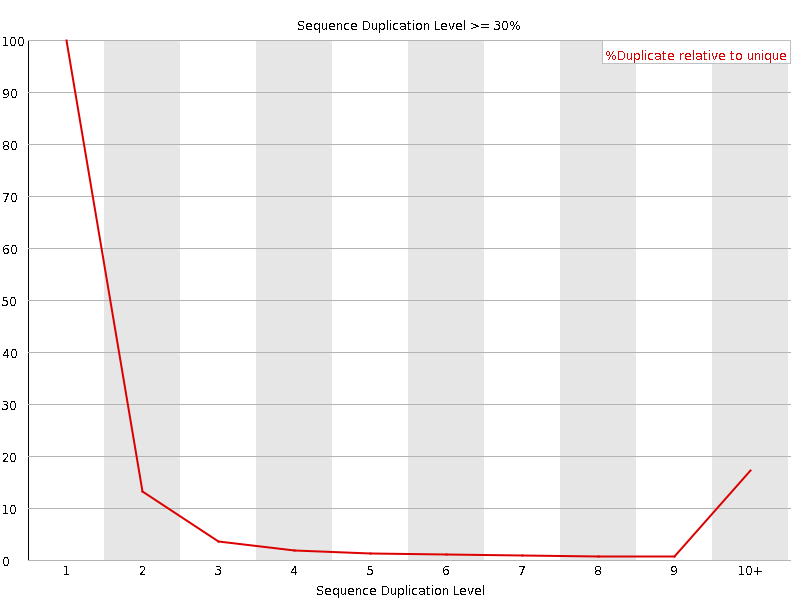 Sequence Duplication Level >= 30%
%Duplicate relative to unique
100
90
80
70
60
50
40
30
20
10
0
1 2 3 4 5 6 7 8 9 10+
Sequence Duplication Level